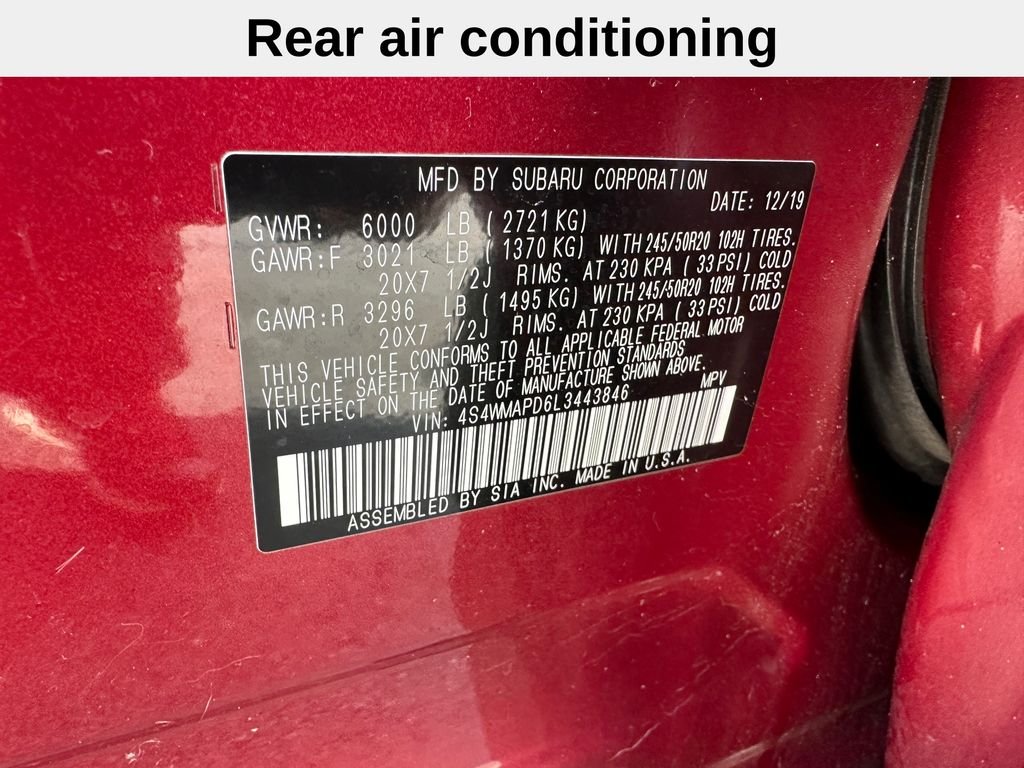 Rear air conditioning
MFD BY SUBARU CORPORATION
DATE: 12/19
GVWR: 6000 LB ( 2721 KG)
GAWR:F 3021 LB ( 1370 KG) WITH 245/50R20 102H TIRES.
20X7 1/2J RIMS. AT 230 KPA ( 33 PSI) COLD
GAWR:R 3296 LB ( 1495 KG) WITH 245/50R20 102H TIRES.
20X7 1/2J RIMS. AT 230 KPA ( 33 PSI) COLD
THIS VEHICLE CONFORMS TO ALL APPLICABLE FEDERAL MOTOR
VEHICLE SAFETY AND THEFT PREVENTION STANDARDS
IN EFFECT ON THE DATE OF MANUFACTURE SHOWN ABOVE.
VIN: 4S4WMAPD6L3443846 MPV
ASSEMBLED BY SIA INC. MADE IN U.S.A.